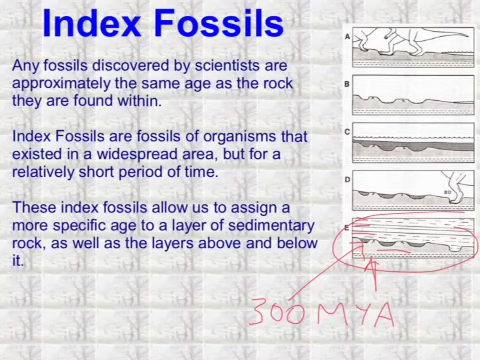 Index Fossils
Any fossils discovered by scientists are
approximately the same age as the rock
they are found within.
Index Fossils are fossils of organisms that
existed in a widespread area, but for a
relatively short period of time.
These index fossils allow us to assign a
more specific age to a layer of sedimentary
rock, as well as the layers above and below
it.
A
B
C
D
E
300 MYA